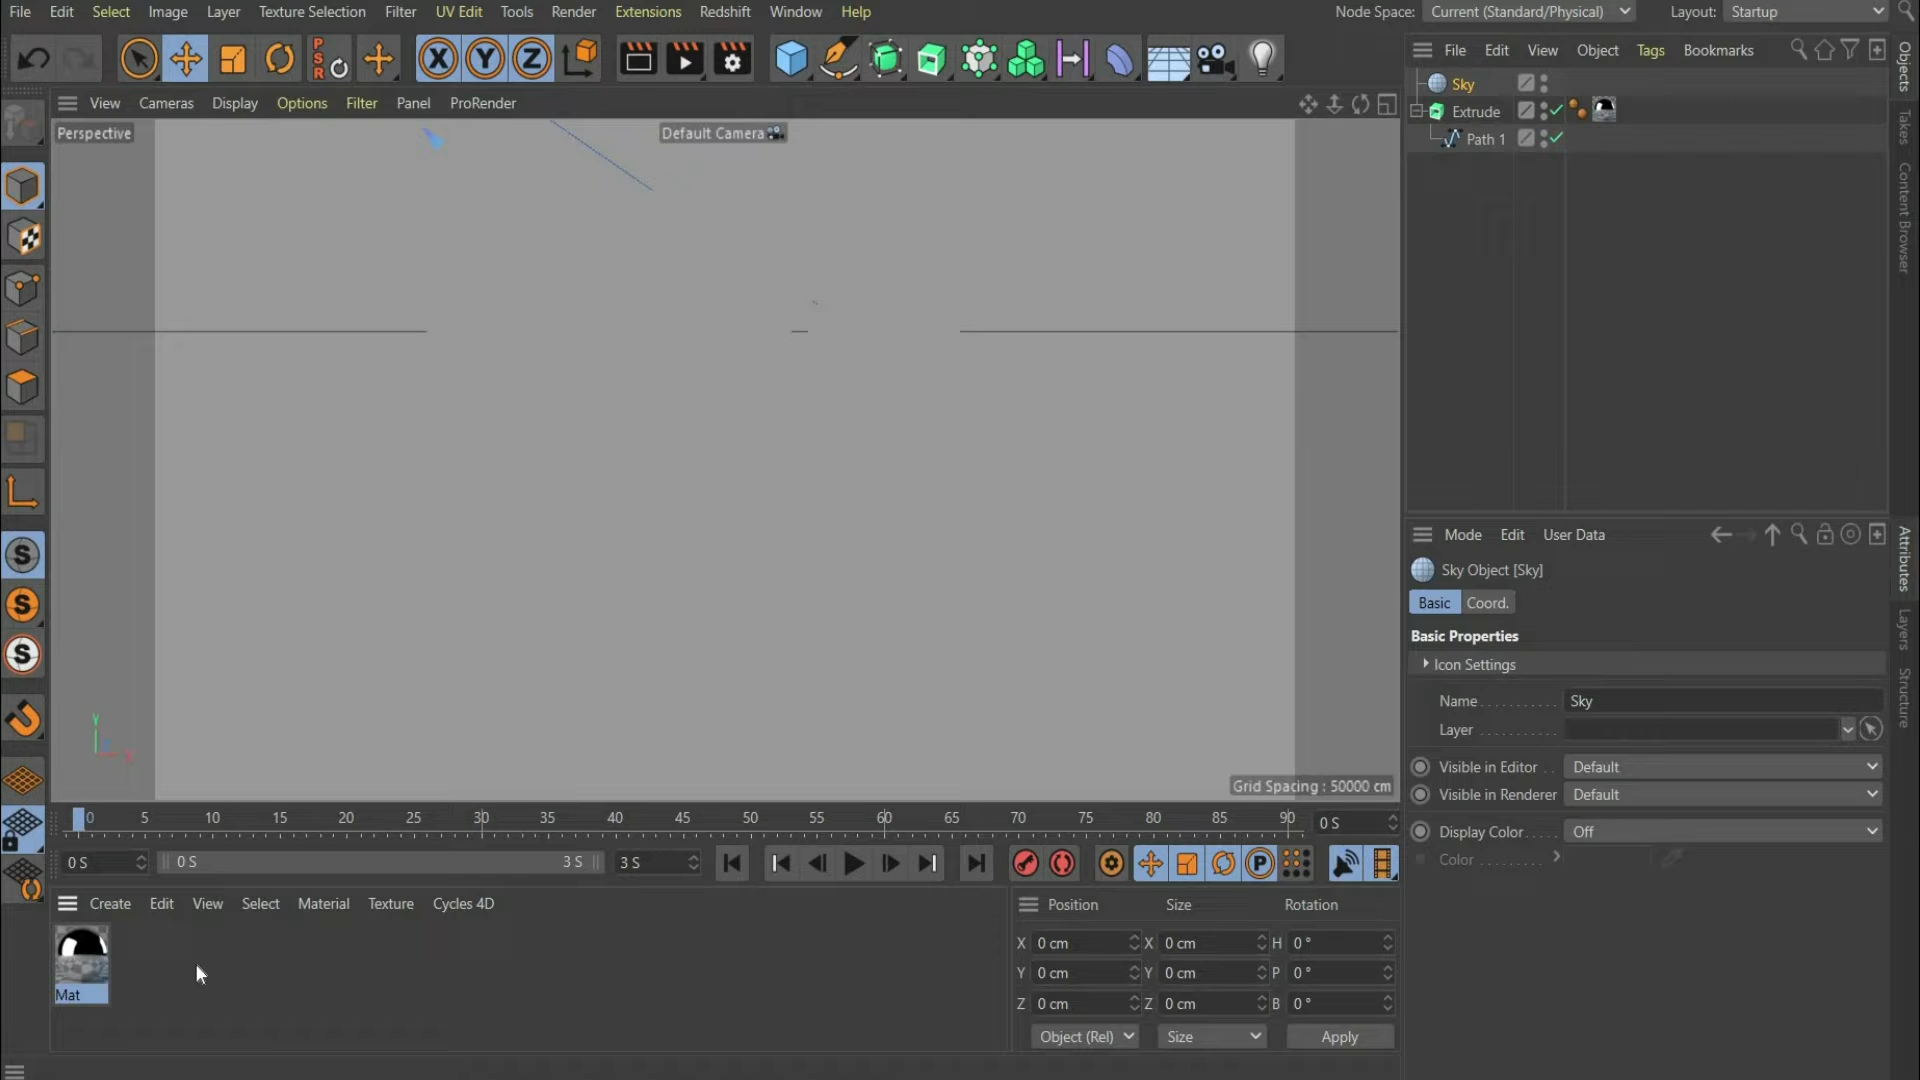 File Edit Select Image Layer Texture Selection Filter UV Edit Tools Render Extensions Redshift Window Help Node Space: Current (Standard/Physical) Layout: Startup
P S R
X Y Z
File Edit View Object Tags Bookmarks
Sky
Extrude
Path 1
Objects
Takes
Content Browser
View Cameras Display Options Filter Panel ProRender
Perspective
Default Camera
Y
X
Grid Spacing : 50000 cm
S
S
S
Mode Edit User Data
Sky Object [Sky]
Basic Coord.
Basic Properties
Icon Settings
Name Sky
Layer
Visible in Editor Default
Visible in Renderer Default
Display Color Off
Color
Attributes
Layers
Structure
0 5 10 15 20 25 30 35 40 45 50 55 60 65 70 75 80 85 90 0 S
0 S 0 S 3 S 3 S P
Create Edit View Select Material Texture Cycles 4D
Mat
Position Size Rotation
X 0 cm X 0 cm H 0 °
Y 0 cm Y 0 cm P 0 °
Z 0 cm Z 0 cm B 0 °
Object (Rel) Size Apply